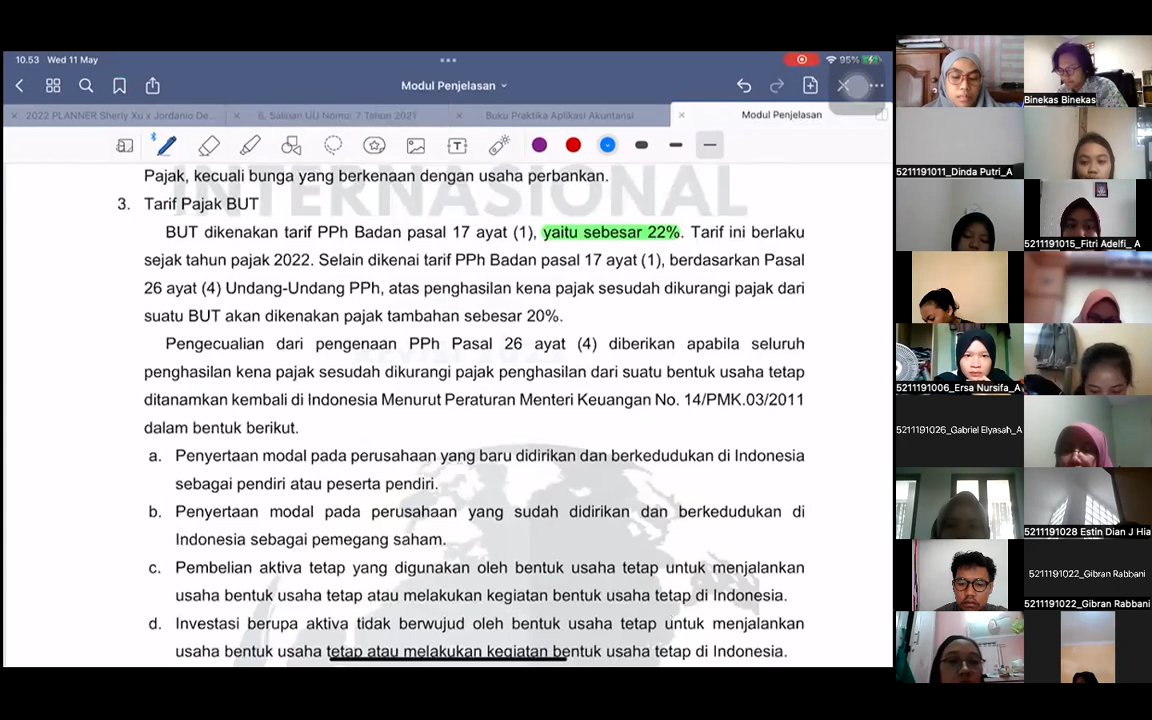 10.53 Wed 11 May
95%
Modul Penjelasan
2022 PLANNER Sherly Xu x Jordanio De...
6. Salinan UU Nomor 7 Tahun 2021
Buku Praktika Aplikasi Akuntansi
Modul Penjelasan
INTERNASIONAL
Pajak, kecuali bunga yang berkenaan dengan usaha perbankan.
3. Tarif Pajak BUT
BUT dikenakan tarif PPh Badan pasal 17 ayat (1), yaitu sebesar 22%. Tarif ini berlaku
sejak tahun pajak 2022. Selain dikenai tarif PPh Badan pasal 17 ayat (1), berdasarkan Pasal
26 ayat (4) Undang-Undang PPh, atas penghasilan kena pajak sesudah dikurangi pajak dari
suatu BUT akan dikenakan pajak tambahan sebesar 20%.
Pengecualian dari pengenaan PPh Pasal 26 ayat (4) diberikan apabila seluruh
penghasilan kena pajak sesudah dikurangi pajak penghasilan dari suatu bentuk usaha tetap
ditanamkan kembali di Indonesia Menurut Peraturan Menteri Keuangan No. 14/PMK.03/2011
dalam bentuk berikut.
a. Penyertaan modal pada perusahaan yang baru didirikan dan berkedudukan di Indonesia
sebagai pendiri atau peserta pendiri.
b. Penyertaan modal pada perusahaan yang sudah didirikan dan berkedudukan di
Indonesia sebagai pemegang saham.
c. Pembelian aktiva tetap yang digunakan oleh bentuk usaha tetap untuk menjalankan
usaha bentuk usaha tetap atau melakukan kegiatan bentuk usaha tetap di Indonesia.
d. Investasi berupa aktiva tidak berwujud oleh bentuk usaha tetap untuk menjalankan
usaha bentuk usaha tetap atau melakukan kegiatan bentuk usaha tetap di Indonesia.
Binekas Binekas
5211191011_Dinda Putri_A
5211191015_Fitri Adelfi_ A
5211191006_Ersa Nursifa_A
5211191026_Gabriel Elyasah_A
5211191028 Estin Dian J Hia
5211191022_Gibran Rabbani
5211191022_Gibran Rabbani